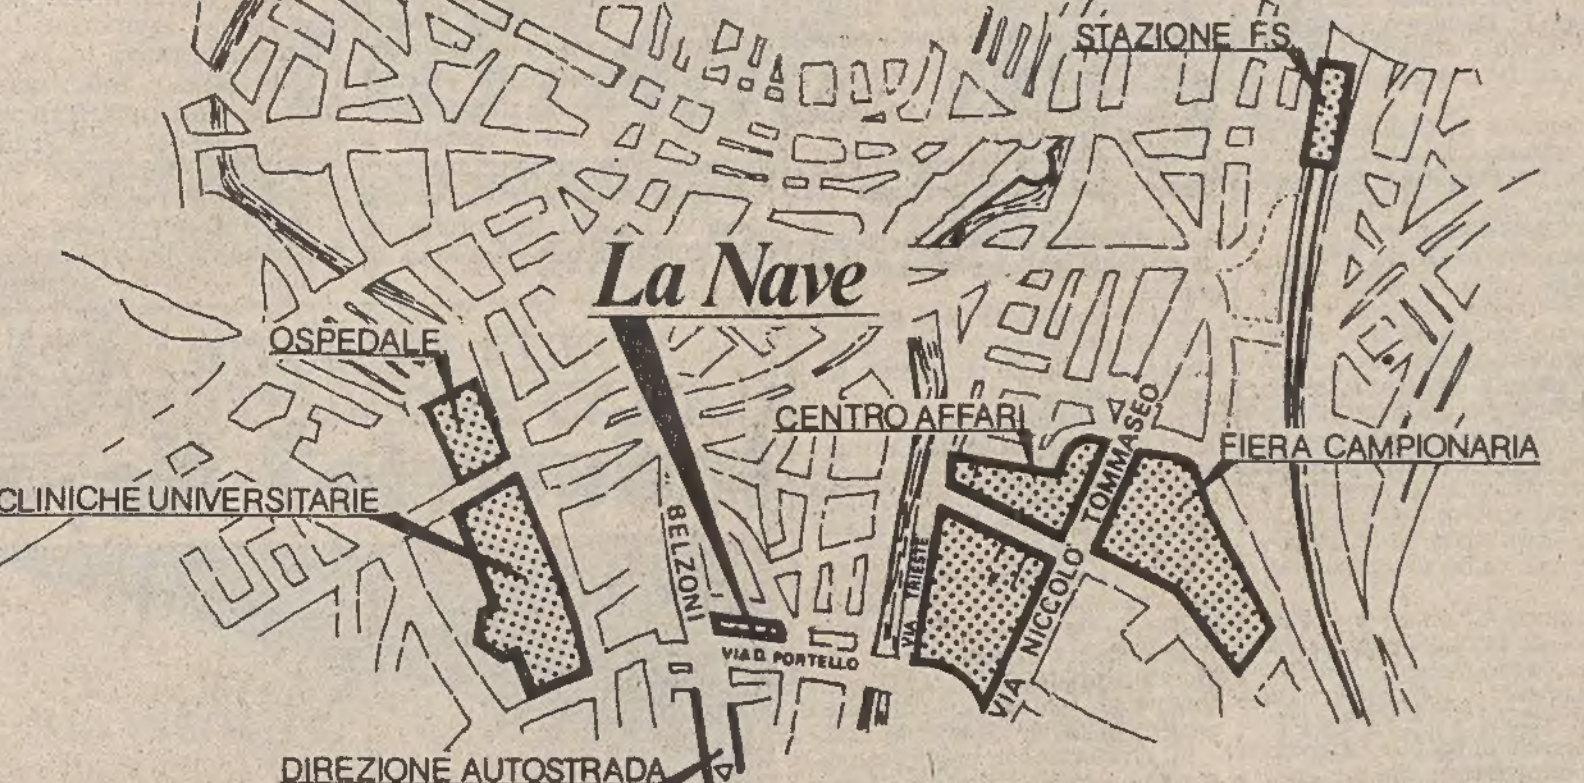 STAZIONE F.S.
La Nave
OSPEDALE
CENTRO AFFARI
FIERA CAMPIONARIA
CLINICHE UNIVERSITARIE
BELZONI
VIA TRIESTE
VIA NICCOLO' TOMMASEO
VIA D. PORTELLO
DIREZIONE AUTOSTRADA